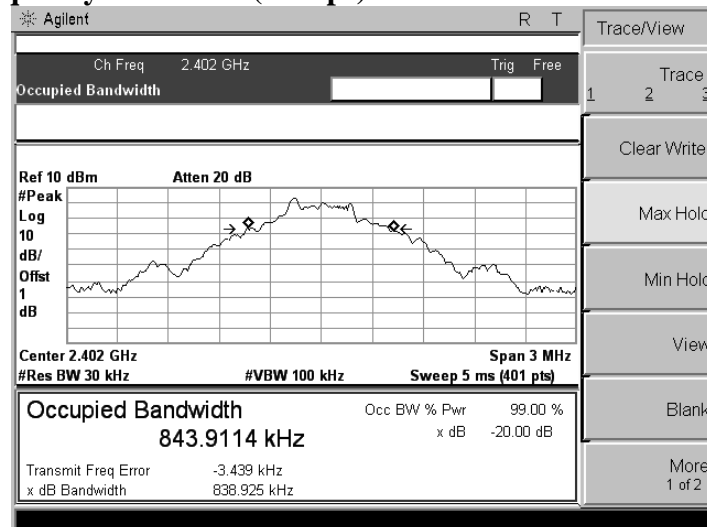 Agilent R T
Trace/View
Ch Freq 2.402 GHz Trig Free
Occupied Bandwidth
Trace
1 2 3
Clear Write
Ref 10 dBm Atten 20 dB
#Peak
Log
10
dB/
Offst
1
dB
Max Hold
Min Hold
Center 2.402 GHz Span 3 MHz
#Res BW 30 kHz #VBW 100 kHz Sweep 5 ms (401 pts)
View
Occupied Bandwidth
843.9114 kHz
Occ BW % Pwr 99.00 %
x dB -20.00 dB
Blank
Transmit Freq Error -3.439 kHz
x dB Bandwidth 838.925 kHz
More
1 of 2